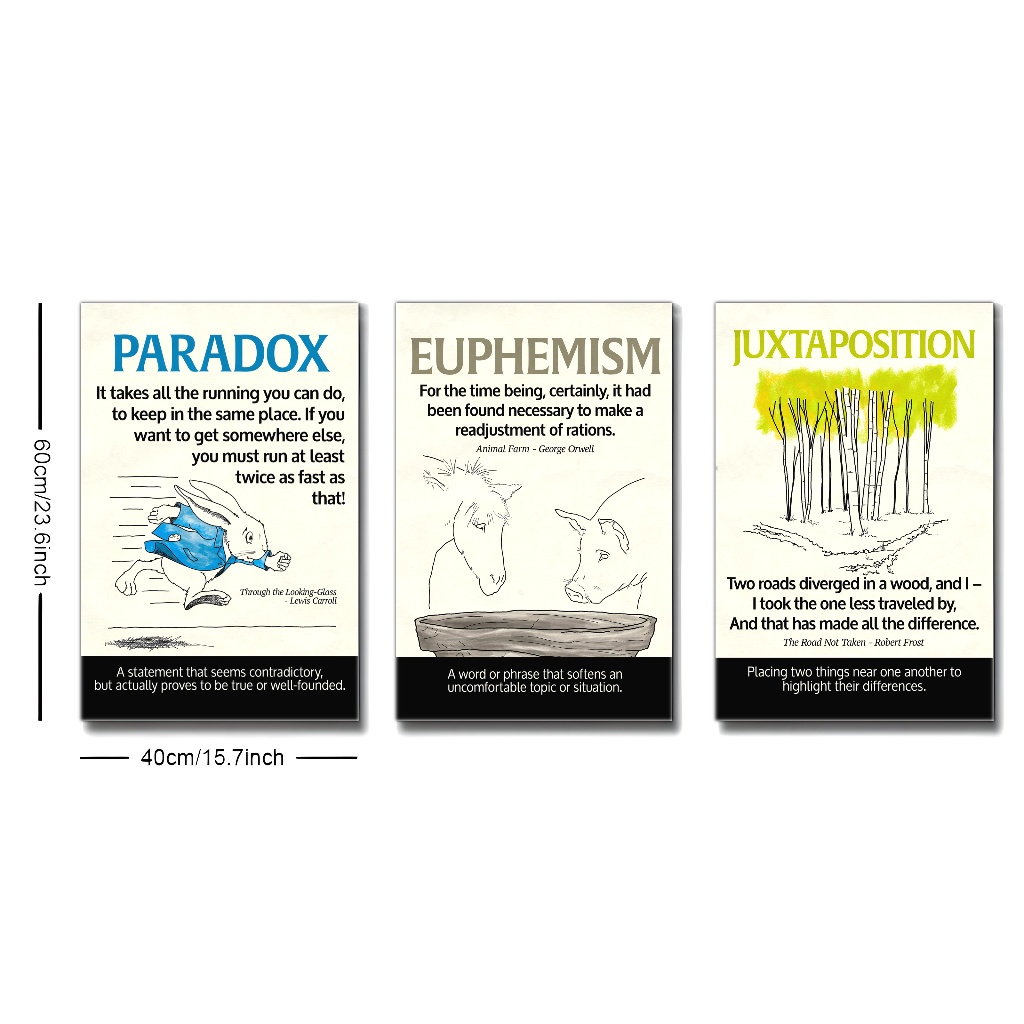 PARADOX
It takes all the running you can do,
to keep in the same place. If you
want to get somewhere else,
you must run at least
twice as fast as
that!
Through the Looking-Glass
- Lewis Carroll
A statement that seems contradictory,
but actually proves to be true or well-founded.
EUPHEMISM
For the time being, certainly, it had
been found necessary to make a
readjustment of rations.
Animal Farm - George Orwell
A word or phrase that softens an
uncomfortable topic or situation.
JUXTAPOSITION
Two roads diverged in a wood, and I –
I took the one less traveled by,
And that has made all the difference.
The Road Not Taken - Robert Frost
Placing two things near one another to
highlight their differences.
60cm/23.6inch
40cm/15.7inch